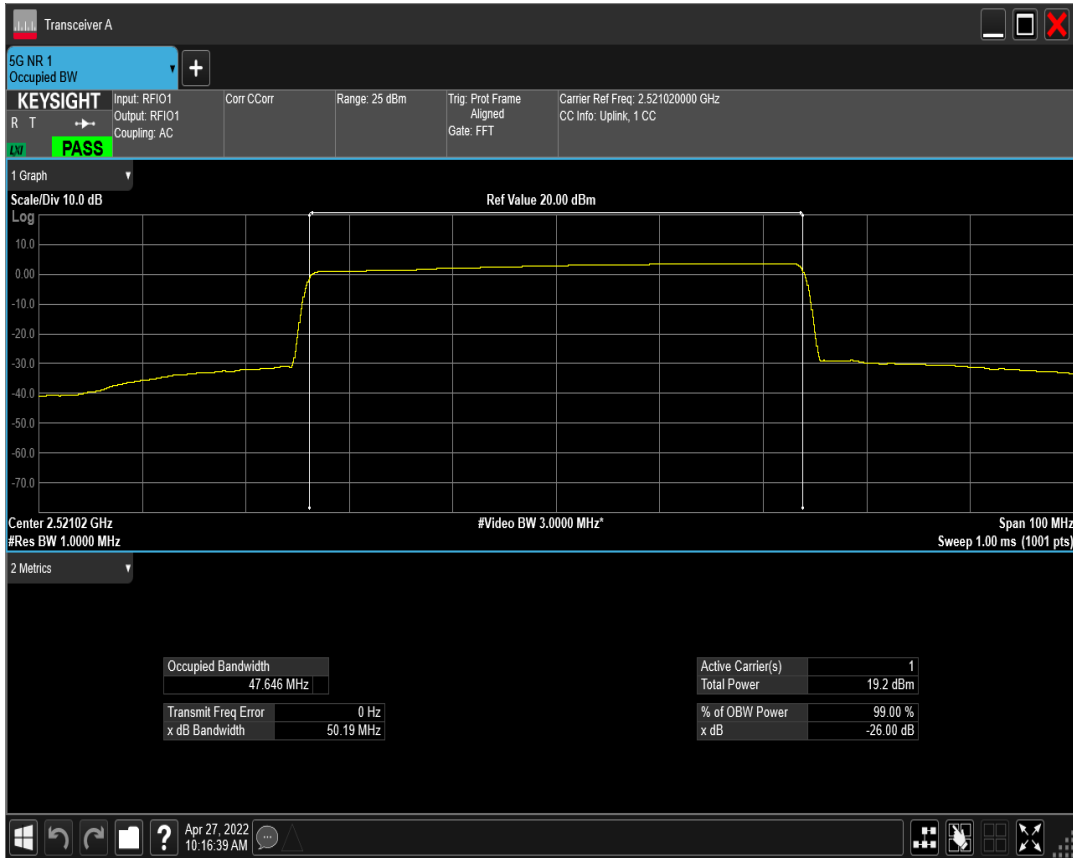 Transceiver A
5G NR 1
Occupied BW
KEYSIGHT
R T
LXI
PASS
Input: RFIO1
Output: RFIO1
Coupling: AC
Corr CCorr
Range: 25 dBm
Trig: Prot Frame
Aligned
Gate: FFT
Carrier Ref Freq: 2.521020000 GHz
CC Info: Uplink, 1 CC
1 Graph
Scale/Div 10.0 dB
Ref Value 20.00 dBm
Log
10.0
0.00
-10.0
-20.0
-30.0
-40.0
-50.0
-60.0
-70.0
Center 2.52102 GHz
#Video BW 3.0000 MHz*
Span 100 MHz
#Res BW 1.0000 MHz
Sweep 1.00 ms (1001 pts)
2 Metrics
Occupied Bandwidth
47.646 MHz
Transmit Freq Error 0 Hz
x dB Bandwidth 50.19 MHz
Active Carrier(s) 1
Total Power 19.2 dBm
% of OBW Power 99.00 %
x dB -26.00 dB
Apr 27, 2022
10:16:39 AM